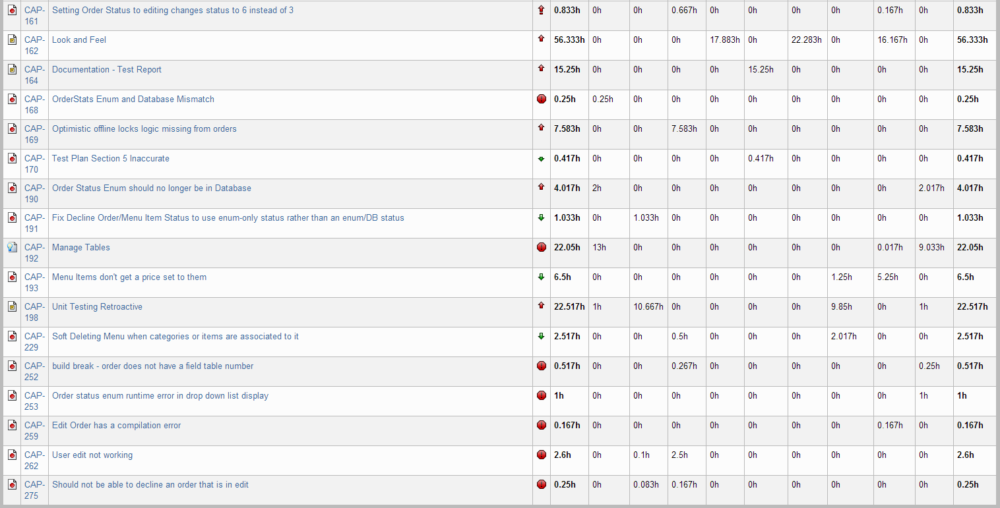 CAP- Setting Order Status to editing changes status to 6 instead of 3 0.833h 0h 0h 0.667h 0h 0h 0h 0h 0.167h 0h 0.833h
161
CAP- Look and Feel 56.333h 0h 0h 0h 17.883h 0h 22.283h 0h 16.167h 0h 56.333h
162
CAP- Documentation - Test Report 15.25h 0h 0h 0h 0h 15.25h 0h 0h 0h 0h 15.25h
164
CAP- OrderStats Enum and Database Mismatch 0.25h 0.25h 0h 0h 0h 0h 0h 0h 0h 0h 0.25h
168
CAP- Optimistic offline locks logic missing from orders 7.583h 0h 0h 7.583h 0h 0h 0h 0h 0h 0h 7.583h
169
CAP- Test Plan Section 5 Inaccurate 0.417h 0h 0h 0h 0h 0.417h 0h 0h 0h 0h 0.417h
170
CAP- Order Status Enum should no longer be in Database 4.017h 2h 0h 0h 0h 0h 0h 0h 0h 2.017h 4.017h
190
CAP- Fix Decline Order/Menu Item Status to use enum-only status rather than an enum/DB status 1.033h 0h 1.033h 0h 0h 0h 0h 0h 0h 0h 1.033h
191
CAP- Manage Tables 22.05h 13h 0h 0h 0h 0h 0h 0h 0.017h 9.033h 22.05h
192
CAP- Menu Items don't get a price set to them 6.5h 0h 0h 0h 0h 0h 0h 1.25h 5.25h 0h 6.5h
193
CAP- Unit Testing Retroactive 22.517h 1h 10.667h 0h 0h 0h 0h 9.85h 0h 1h 22.517h
198
CAP- Soft Deleting Menu when categories or items are associated to it 2.517h 0h 0h 0.5h 0h 0h 0h 2.017h 0h 0h 2.517h
229
CAP- build break - order does not have a field table number 0.517h 0h 0h 0.267h 0h 0h 0h 0h 0h 0.25h 0.517h
252
CAP- Order status enum runtime error in drop down list display 1h 0h 0h 0h 0h 0h 0h 0h 0h 1h 1h
253
CAP- Edit Order has a compilation error 0.167h 0h 0h 0h 0h 0h 0h 0h 0.167h 0h 0.167h
259
CAP- User edit not working 2.6h 0h 0.1h 2.5h 0h 0h 0h 0h 0h 0h 2.6h
262
CAP- Should not be able to decline an order that is in edit 0.25h 0h 0.083h 0.167h 0h 0h 0h 0h 0h 0h 0.25h
275